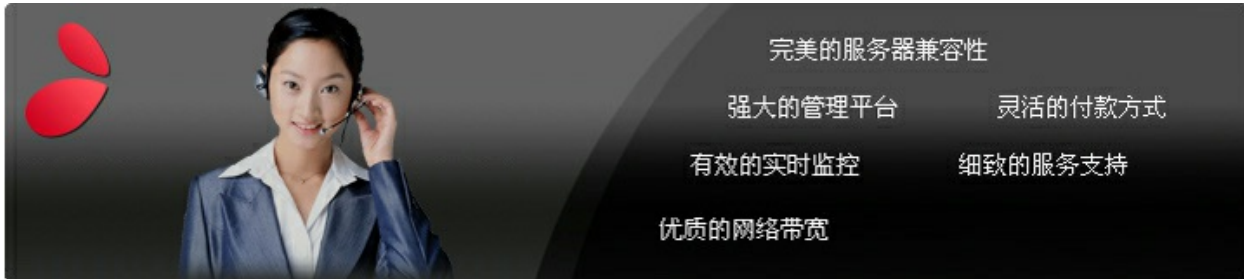 完美的服务器兼容性
强大的管理平台 灵活的付款方式
有效的实时监控 细致的服务支持
优质的网络带宽